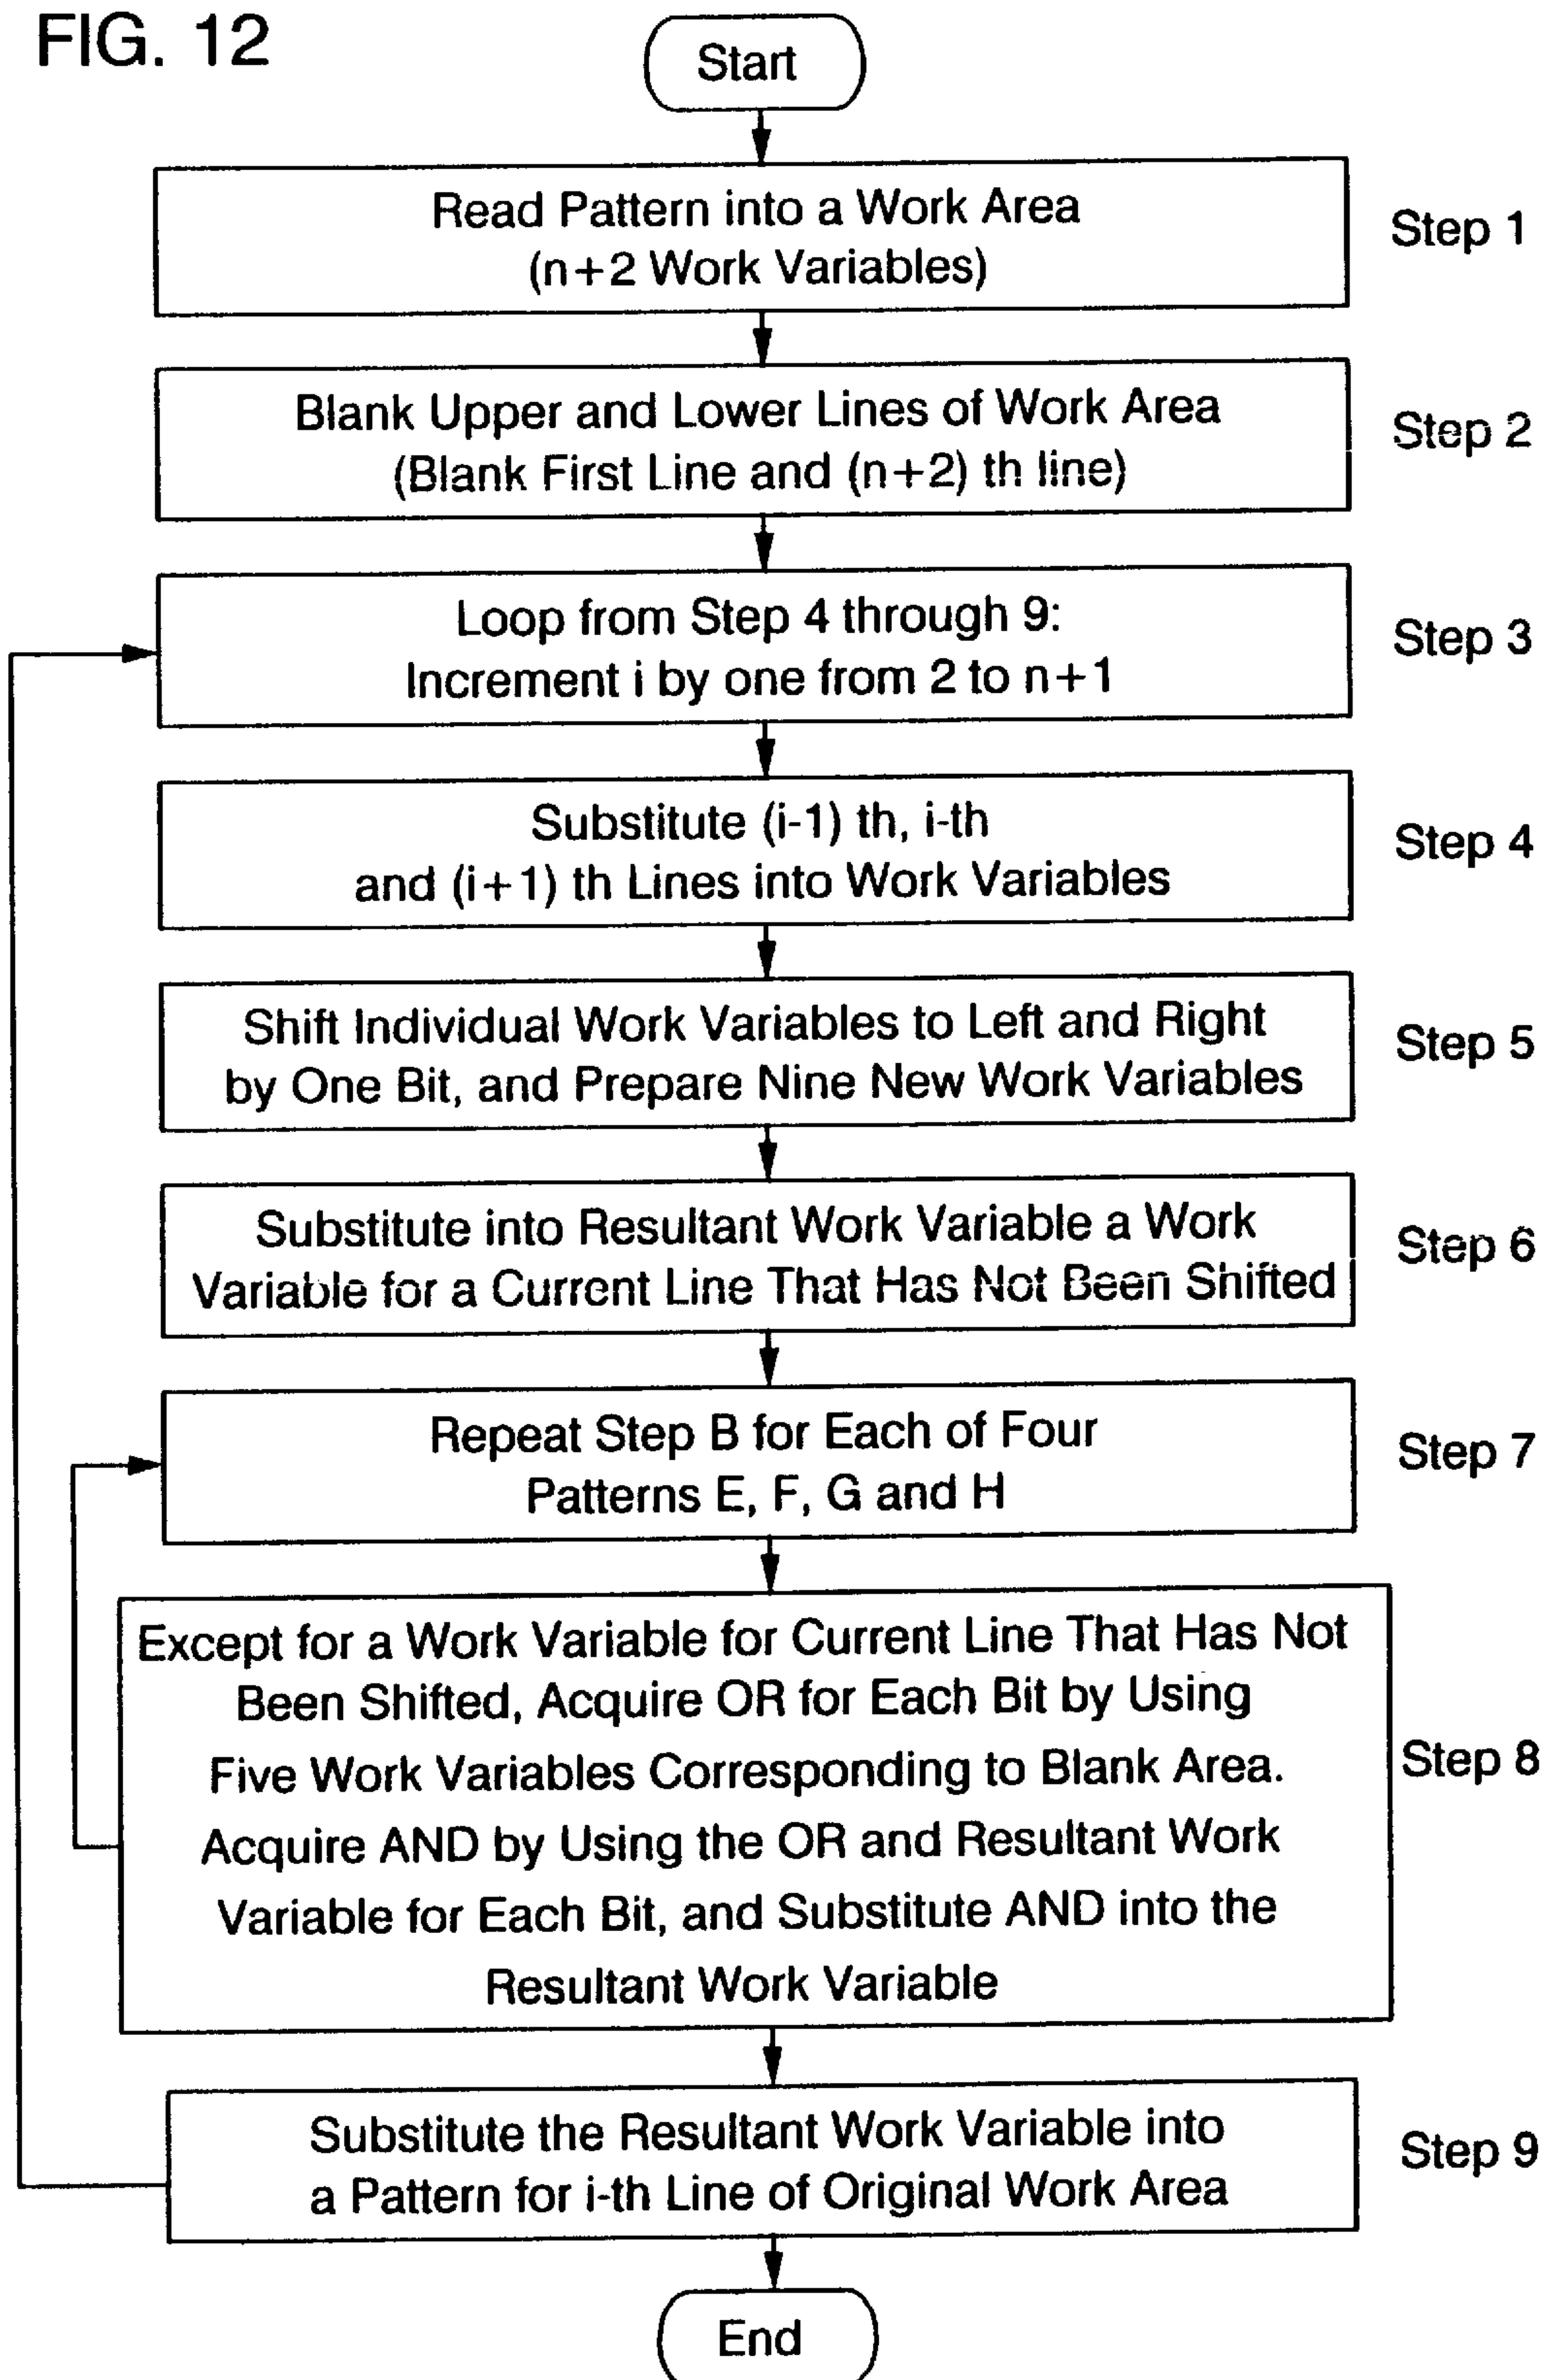 FIG. 12
Start
Read Pattern into a Work Area
(n+2 Work Variables)
Step 1
Blank Upper and Lower Lines of Work Area
(Blank First Line and (n+2) th line)
Step 2
Loop from Step 4 through 9:
Increment i by one from 2 to n+1
Step 3
Substitute (i-1) th, i-th
and (i+1) th Lines into Work Variables
Step 4
Shift Individual Work Variables to Left and Right
by One Bit, and Prepare Nine New Work Variables
Step 5
Substitute into Resultant Work Variable a Work
Variable for a Current Line That Has Not Been Shifted
Step 6
Repeat Step B for Each of Four
Patterns E, F, G and H
Step 7
Except for a Work Variable for Current Line That Has Not
Been Shifted, Acquire OR for Each Bit by Using
Five Work Variables Corresponding to Blank Area.
Acquire AND by Using the OR and Resultant Work
Variable for Each Bit, and Substitute AND into the
Resultant Work Variable
Step 8
Substitute the Resultant Work Variable into
a Pattern for i-th Line of Original Work Area
Step 9
End